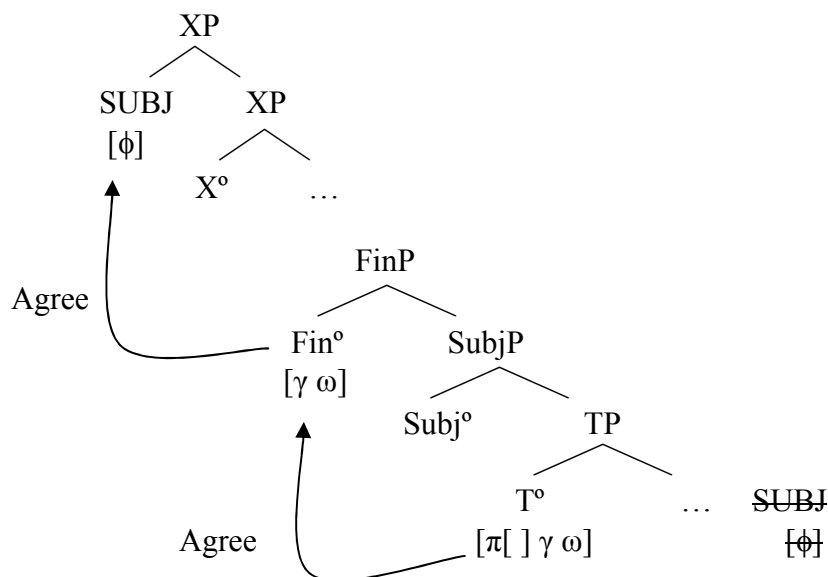 XP
SUBJ XP
[ϕ]
Xº …
FinP
Agree
Finº SubjP
[γ ω]
Subjº TP
Tº … SUBJ
Agree [π[ ] γ ω] [ϕ]